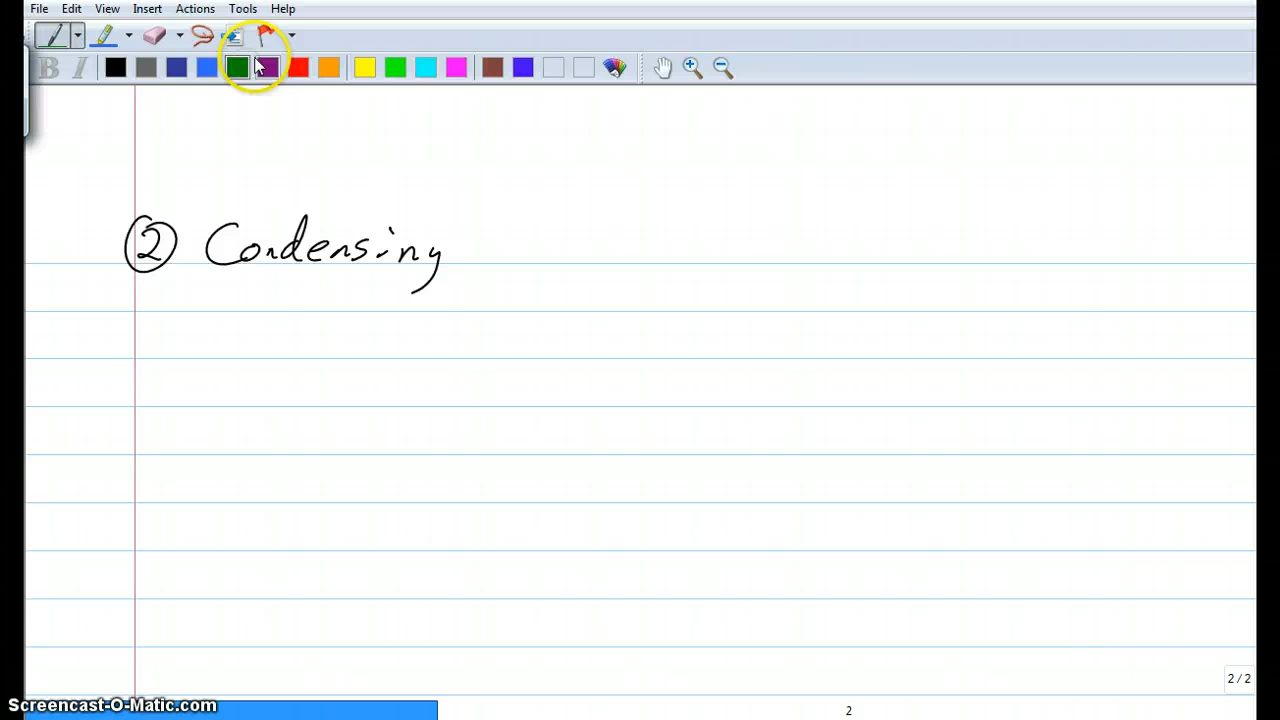 File Edit View Insert Actions Tools Help
B I
② Condensing
2 / 2
Screencast-O-Matic.com
2